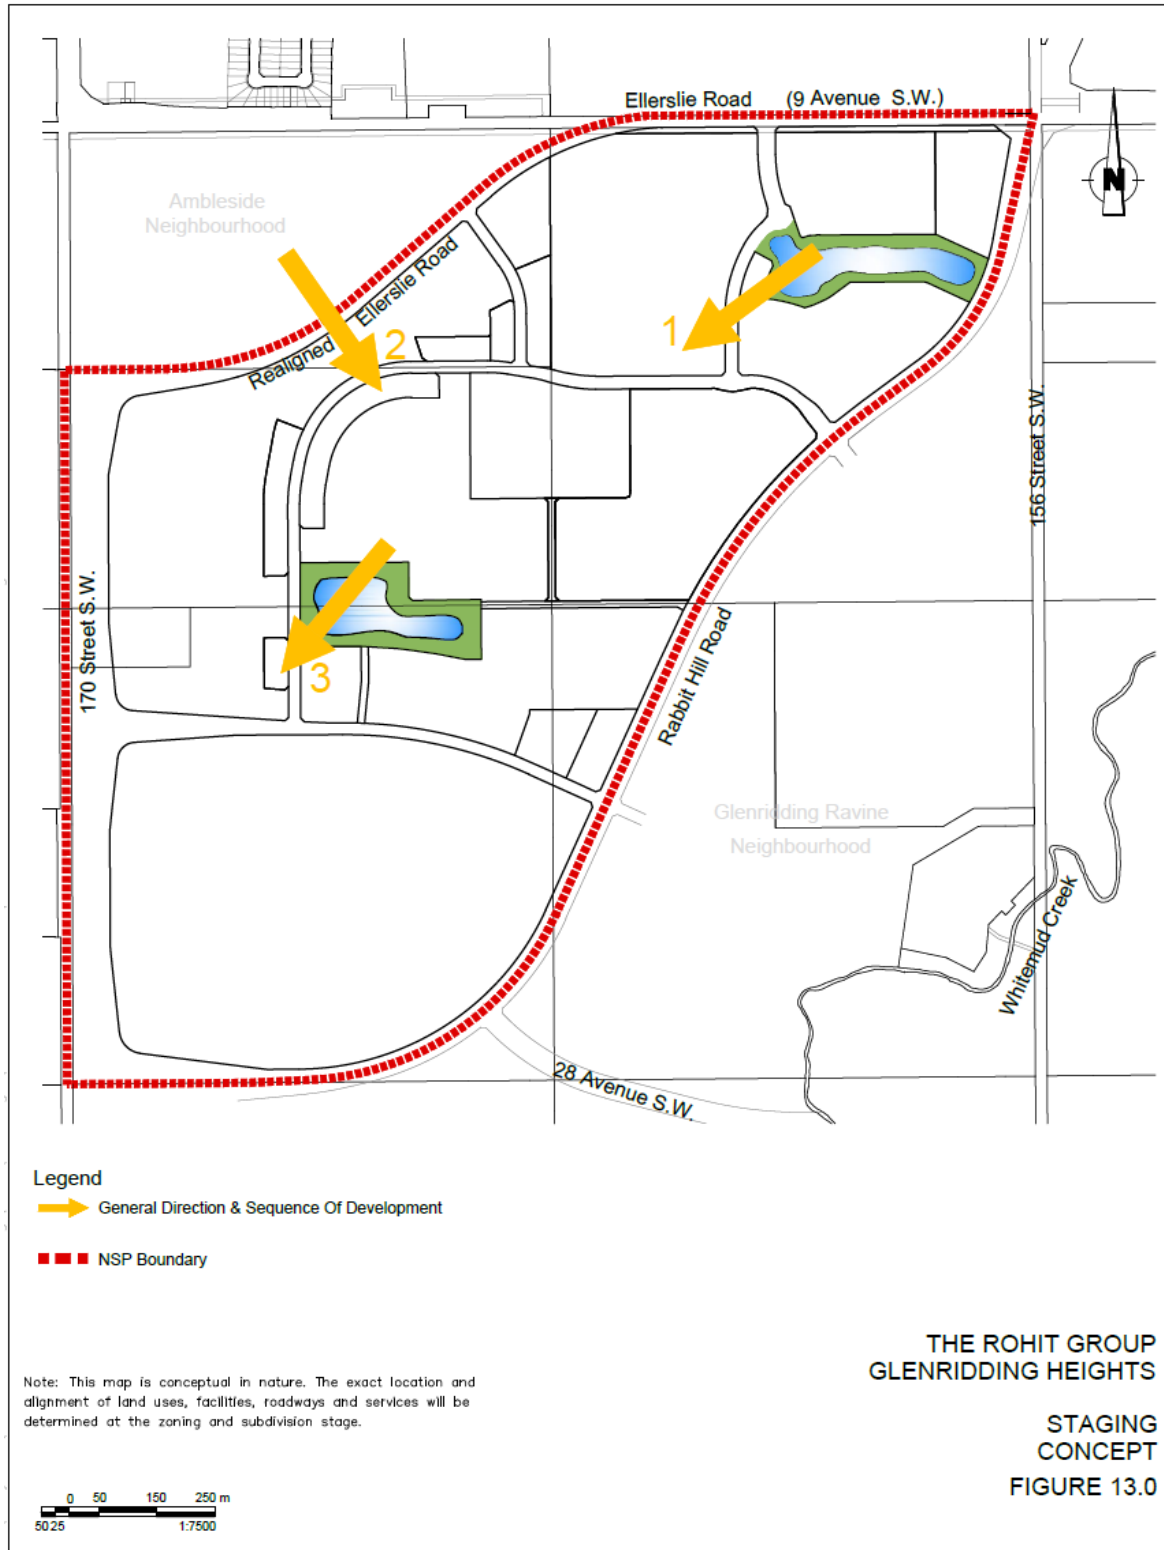 Ellerslie Road (9 Avenue S.W.)
N
Ambleside
Neighbourhood
Realigned Ellerslie Road
1
2
156 Street S.W.
170 Street S.W.
3
Rabbit Hill Road
Glenridding Ravine
Neighbourhood
Whitemud Creek
28 Avenue S.W.
Legend
General Direction & Sequence Of Development
NSP Boundary
THE ROHIT GROUP
GLENRIDDING HEIGHTS
Note: This map is conceptual in nature. The exact location and
alignment of land uses, facilities, roadways and services will be
determined at the zoning and subdivision stage.
STAGING
CONCEPT
FIGURE 13.0
0 50 150 250 m
5025 1:7500